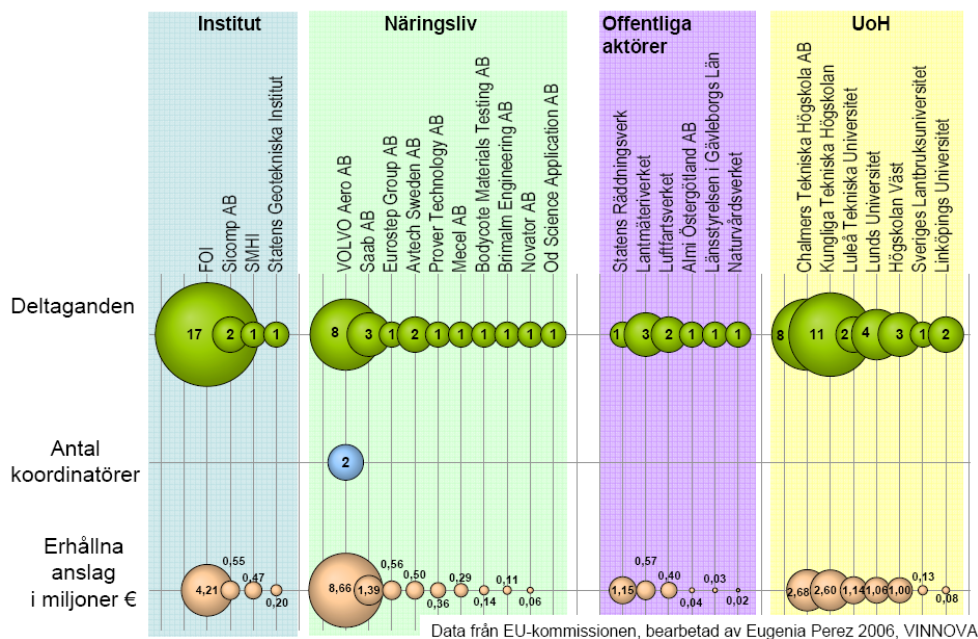 Institut
Näringsliv
Offentliga
aktörer
UoH
FOI
Sicomp AB
SMHI
Statens Geotekniska Institut
VOLVO Aero AB
Saab AB
Eurostep Group AB
Avtech Sweden AB
Prover Technology AB
Mecel AB
Bodycote Materials Testing AB
Brimalm Engineering AB
Novator AB
Od Science Application AB
Statens Räddningsverk
Lantmäteriverket
Luftfartsverket
Almi Östergötland AB
Länsstyrelsen i Gävleborgs Län
Naturvårdsverket
Chalmers Tekniska Högskola AB
Kungliga Tekniska Högskolan
Luleå Tekniska Universitet
Lunds Universitet
Högskolan Väst
Sveriges Lantbruksuniversitet
Linköpings Universitet
Deltaganden
17 2 1 1 8 3 1 2 1 1 1 1 1 1 1 3 2 1 1 1 8 11 2 4 3 1 2
Antal
koordinatörer
2
Erhållna
anslag
i miljoner €
4,21 0,55 0,47 0,20 8,66 1,39 0,56 0,50 0,36 0,29 0,14 0,11 0,06 1,15 0,57 0,40 0,04 0,03 0,02 2,68 2,60 1,14 1,06 1,00 0,13 0,08
Data från EU-kommissionen, bearbetad av Eugenia Perez 2006, VINNOVA